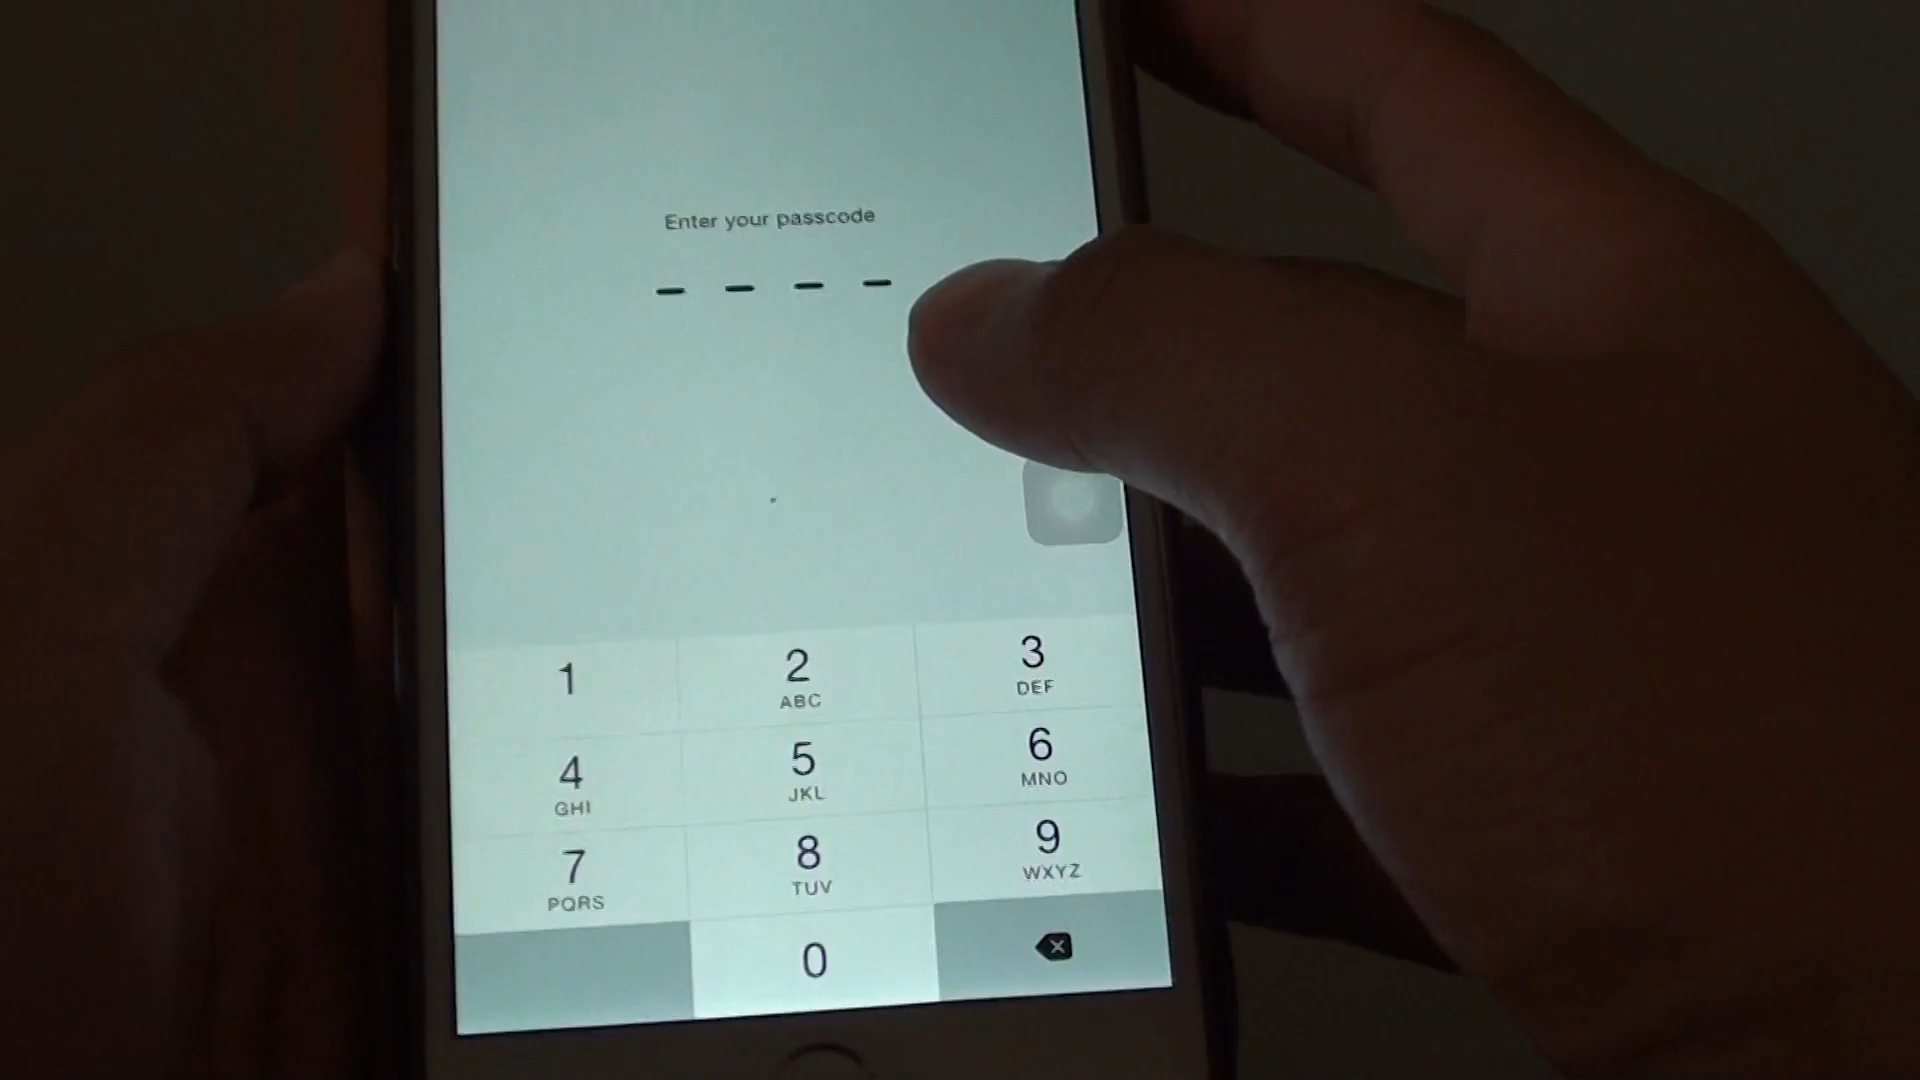 Enter your passcode
1 2 3
ABC DEF
4 5 6
GHI JKL MNO
7 8 9
PQRS TUV WXYZ
0